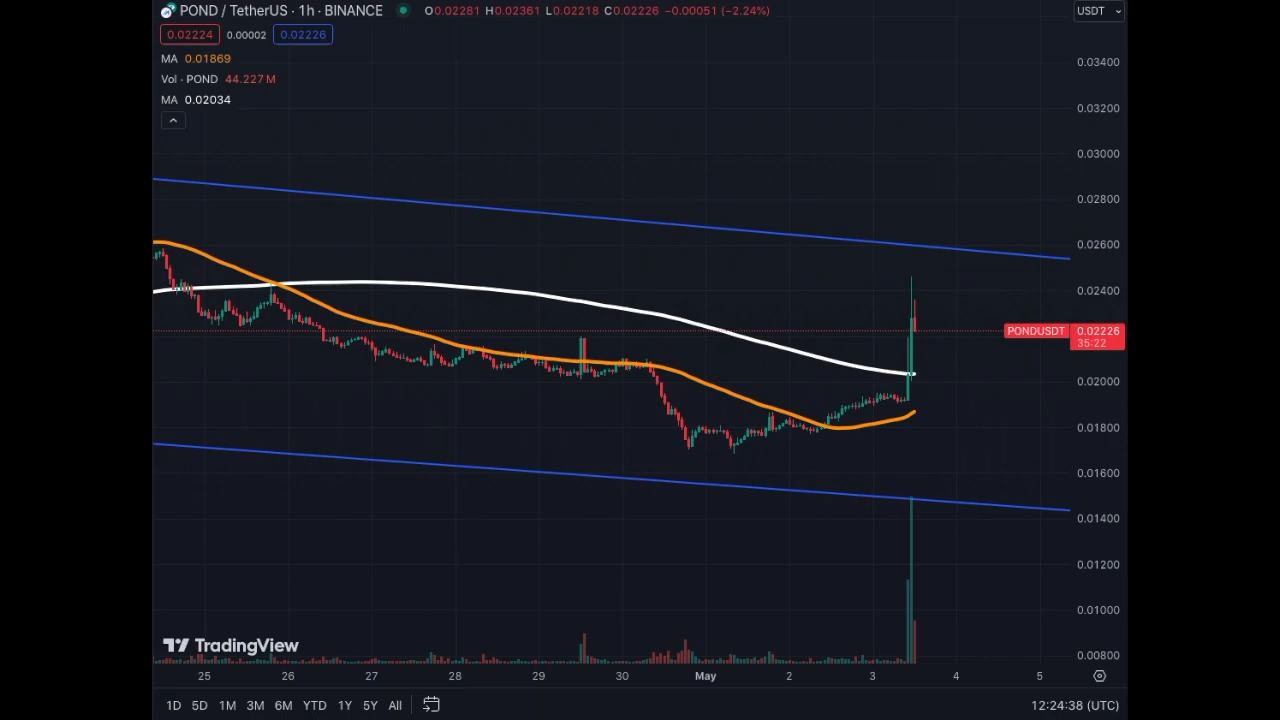 POND / TetherUS · 1h · BINANCE O0.02281 H0.02361 L0.02218 C0.02226 −0.00051 (−2.24%)
USDT
0.02224 0.00002 0.02226
MA 0.01869
Vol · POND 44.227 M
MA 0.02034
0.03400
0.03200
0.03000
0.02800
0.02600
0.02400
PONDUSDT 0.02226
35:22
0.02000
0.01800
0.01600
0.01400
0.01200
0.01000
0.00800
TradingView
25 26 27 28 29 30 May 2 3 4 5
1D 5D 1M 3M 6M YTD 1Y 5Y All 12:24:38 (UTC)